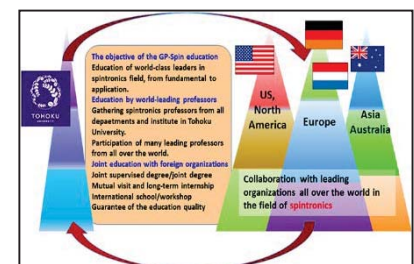 TOHOKU
UNIVERSITY
The objective of the GP-Spin education
Education of world-class leaders in
spintronics field, from fundamental to
application.
Education by world-leading professors
Gathering spintronics professors from all
depaetments and institute in Tohoku
University.
Participation of many leading professors
from all over the world.
Joint education with foreign organizations
Joint supervised degree/joint degree
Mutual visit and long-term internship
International school/workshop
Guarantee of the education quality
US,
North
America
Europe
Asia
Australia
Collaboration with leading
organizations all over the world in
the field of spintronics